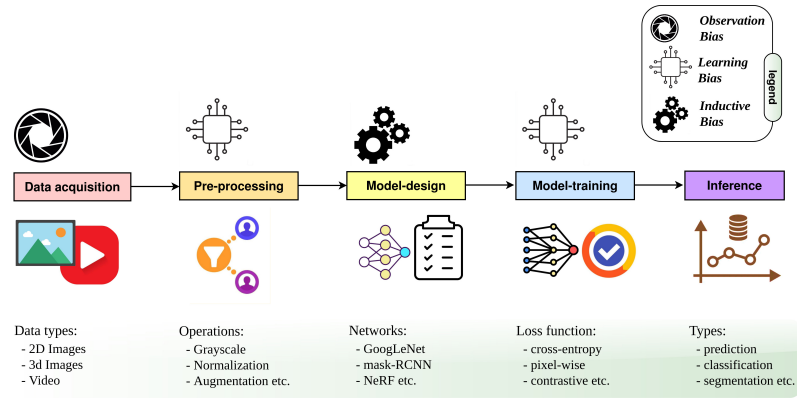 Observation
Bias
Learning
Bias
Inductive
Bias
legend
Data acquisition
Pre-processing
Model-design
Model-training
Inference
Data types:
- 2D Images
- 3d Images
- Video
Operations:
- Grayscale
- Normalization
- Augmentation etc.
Networks:
- GoogLeNet
- mask-RCNN
- NeRF etc.
Loss function:
- cross-entropy
- pixel-wise
- contrastive etc.
Types:
- prediction
- classification
- segmentation etc.